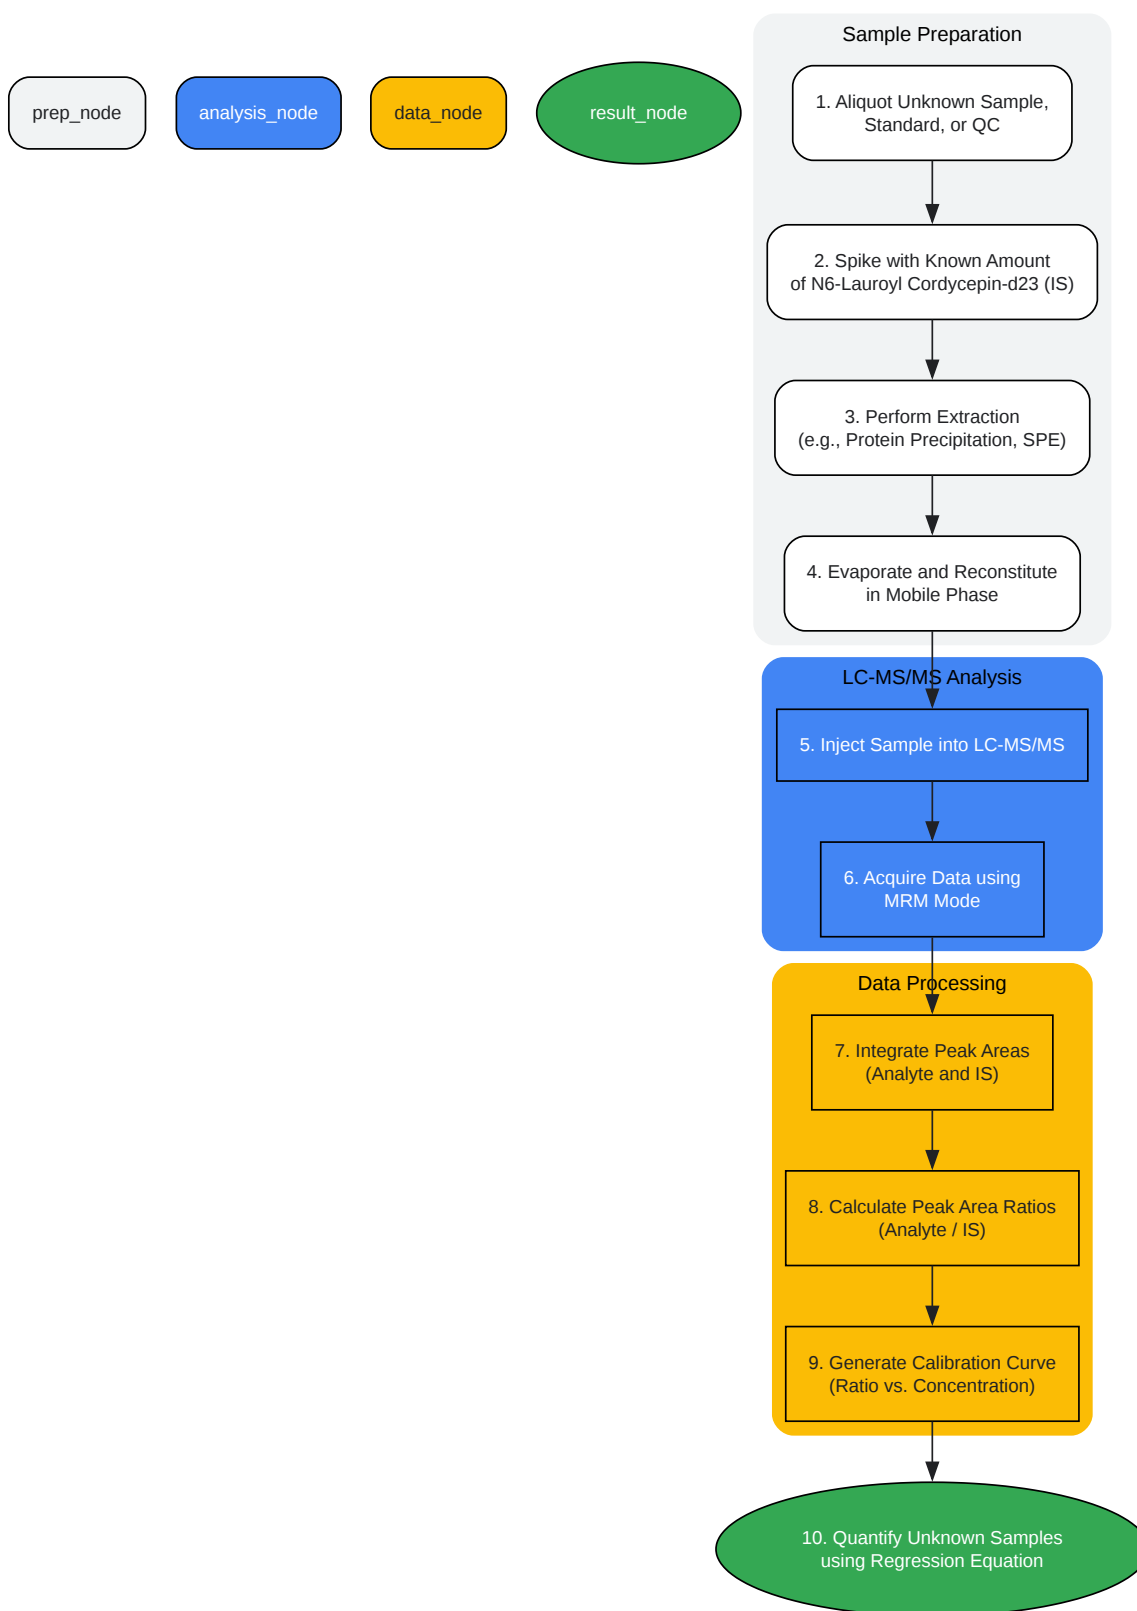 prep_node
analysis_node
data_node
result_node
Sample Preparation
1. Aliquot Unknown Sample,
Standard, or QC
2. Spike with Known Amount
of N6-Lauroyl Cordycepin-d23 (IS)
3. Perform Extraction
(e.g., Protein Precipitation, SPE)
4. Evaporate and Reconstitute
in Mobile Phase
LC-MS/MS Analysis
5. Inject Sample into LC-MS/MS
6. Acquire Data using
MRM Mode
Data Processing
7. Integrate Peak Areas
(Analyte and IS)
8. Calculate Peak Area Ratios
(Analyte / IS)
9. Generate Calibration Curve
(Ratio vs. Concentration)
10. Quantify Unknown Samples
using Regression Equation